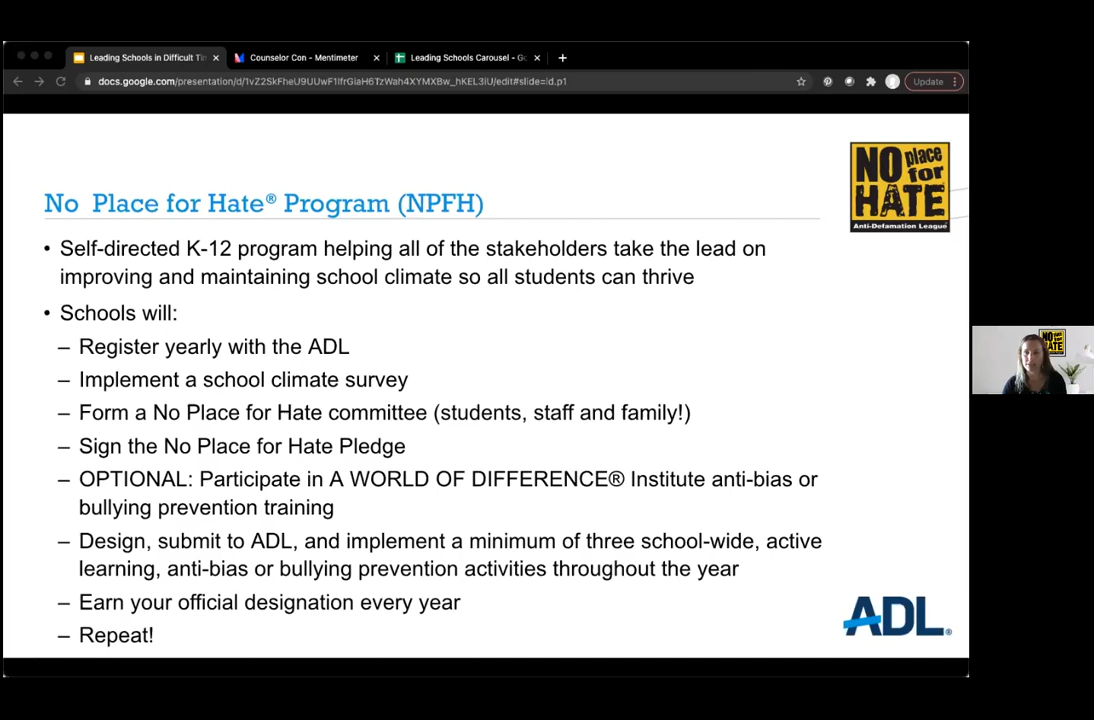 Leading Schools in Difficult Ti
Counselor Con - Mentimeter
Leading Schools Carousel - Go
docs.google.com/presentation/d/1vZ2SkFheU9UUwF1IfrGiaH6TzWah4XYMXBw_hKEL3iU/edit#slide=id.p1
Update
NO place
for
HATE
Anti-Defamation League®
No Place for Hate® Program (NPFH)
• Self-directed K-12 program helping all of the stakeholders take the lead on
improving and maintaining school climate so all students can thrive
• Schools will:
– Register yearly with the ADL
– Implement a school climate survey
– Form a No Place for Hate committee (students, staff and family!)
– Sign the No Place for Hate Pledge
– OPTIONAL: Participate in A WORLD OF DIFFERENCE® Institute anti-bias or
bullying prevention training
– Design, submit to ADL, and implement a minimum of three school-wide, active
learning, anti-bias or bullying prevention activities throughout the year
– Earn your official designation every year
– Repeat!
ADL®
NO place
for
HATE